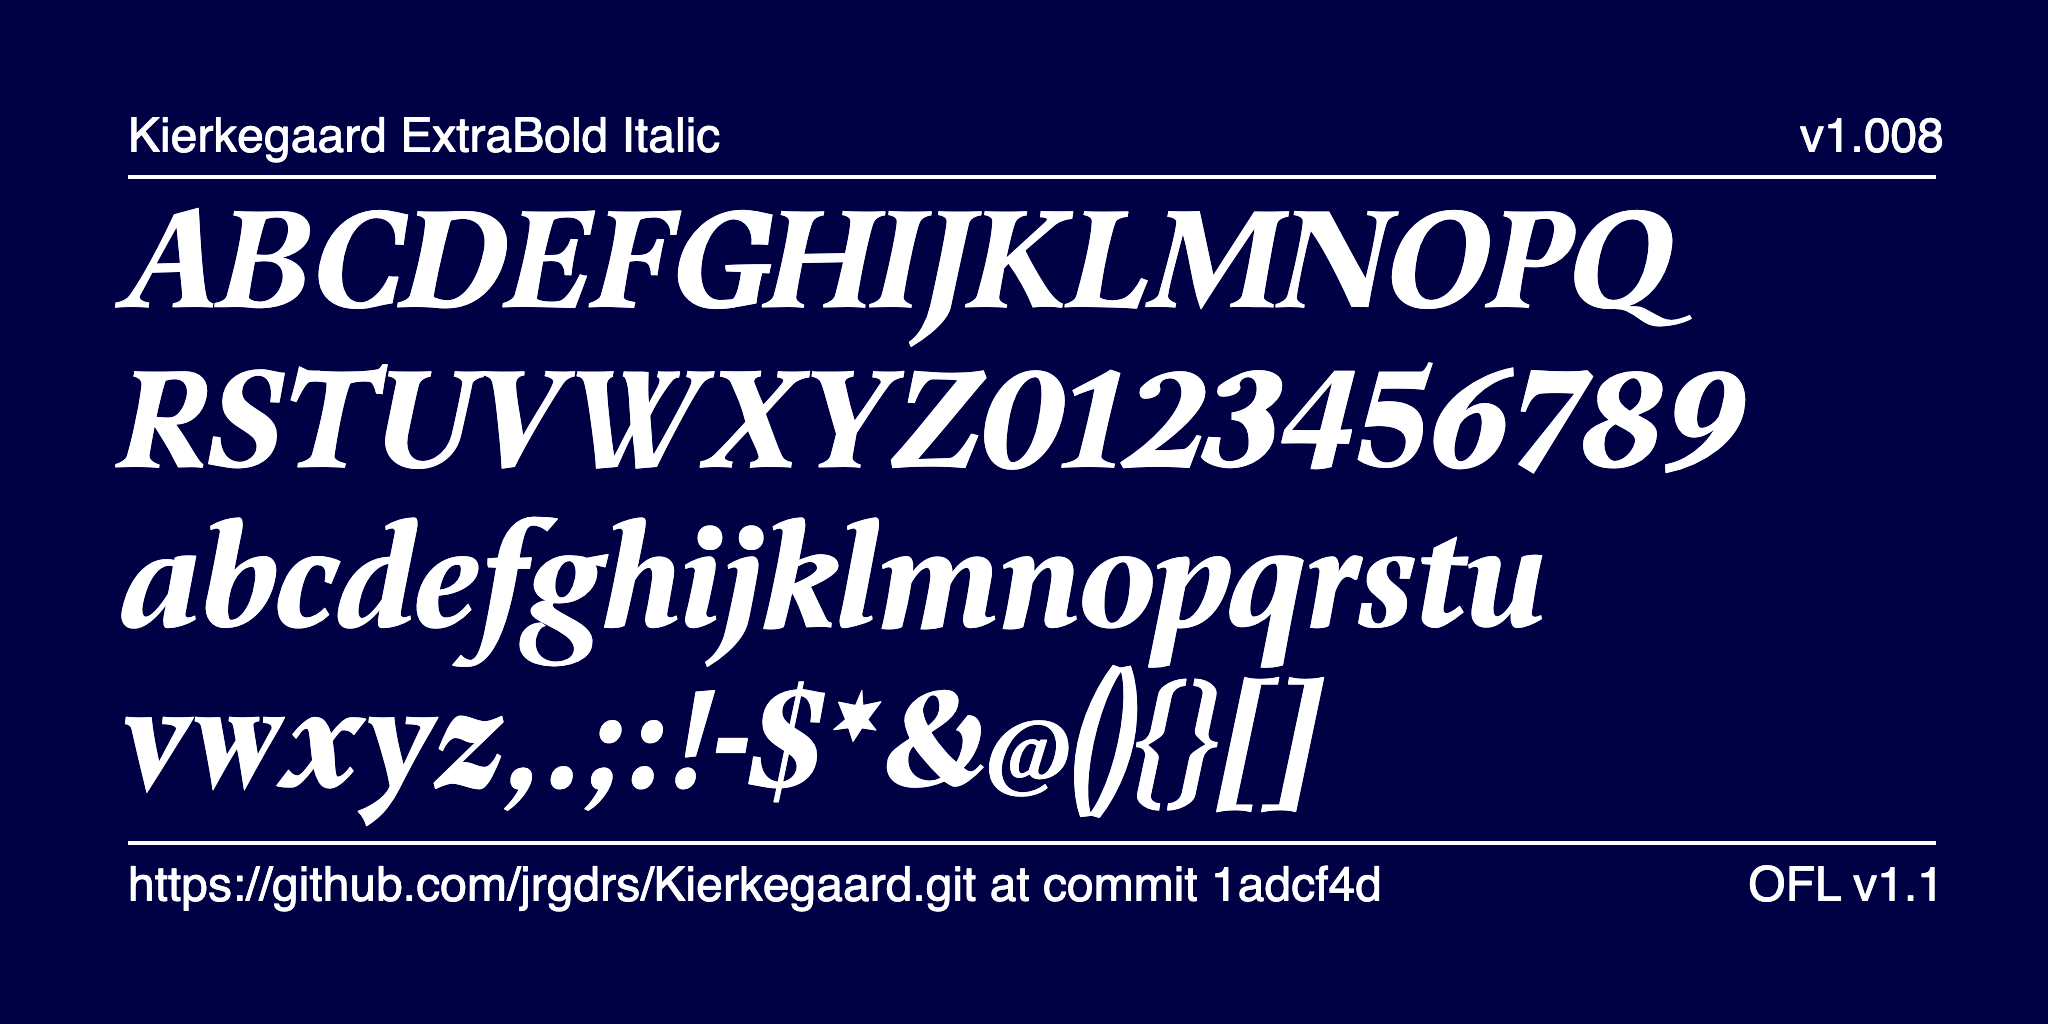 Kierkegaard ExtraBold Italic
v1.008
ABCDEFGHIJKLMNOPQ
RSTUVWXYZ0123456789
abcdefghijklmnopqrstu
vwxyz,.;:!-$*&@(){}[]
https://github.com/jrgdrs/Kierkegaard.git at commit 1adcf4d
OFL v1.1